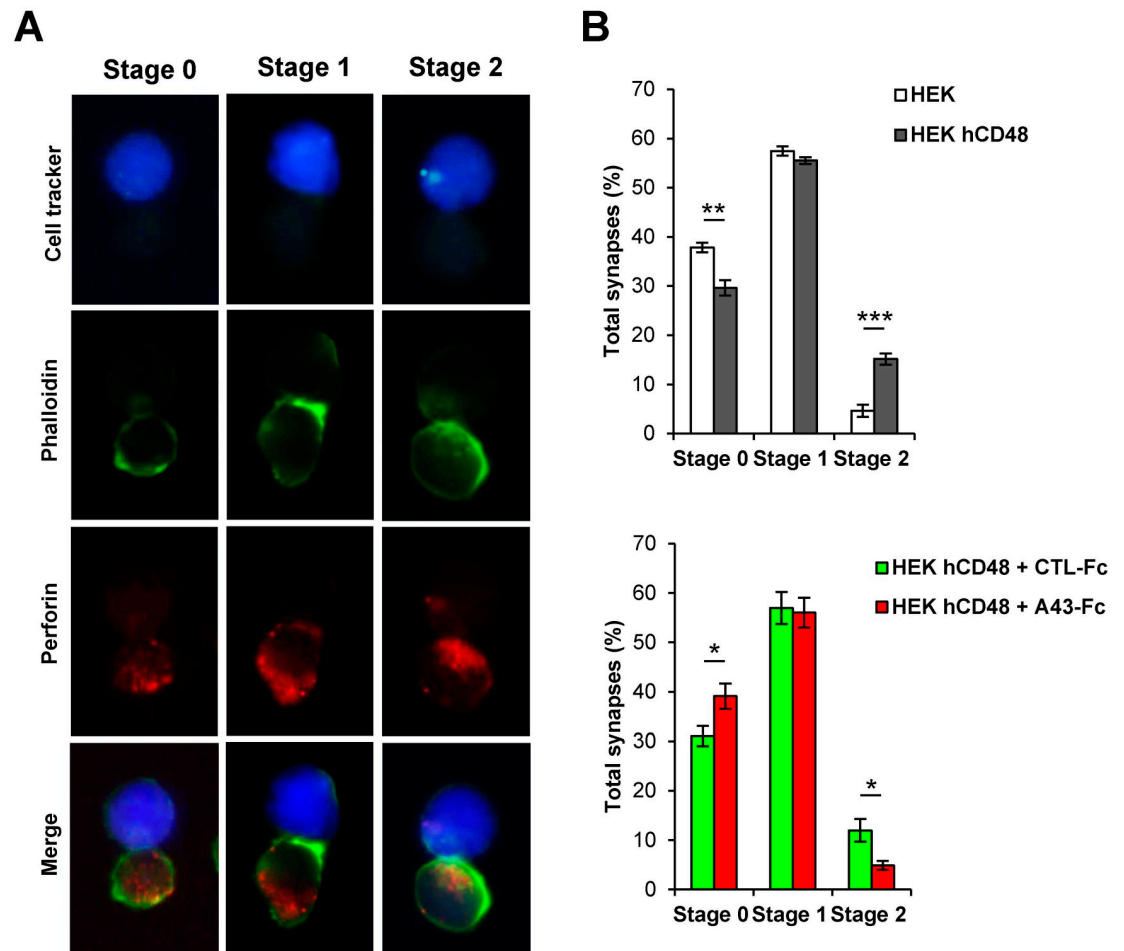 A
Stage 0 Stage 1 Stage 2
Cell tracker
Phalloidin
Perforin
Merge
B
70
60
50
40
30
20
10
0
Total synapses (%)
HEK
HEK hCD48
**
***
Stage 0 Stage 1 Stage 2
70
60
50
40
30
20
10
0
Total synapses (%)
HEK hCD48 + CTL-Fc
HEK hCD48 + A43-Fc
*
*
Stage 0 Stage 1 Stage 2